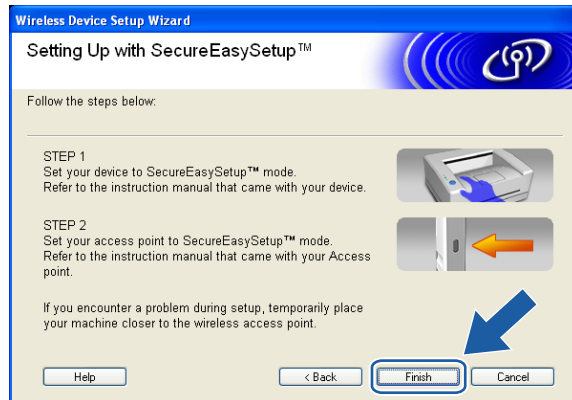 Wireless Device Setup Wizard
Setting Up with SecureEasySetup™
Follow the steps below:
STEP 1
Set your device to SecureEasySetup™ mode.
Refer to the instruction manual that came with your device.
STEP 2
Set your access point to SecureEasySetup™ mode.
Refer to the instruction manual that came with your Access
point.
If you encounter a problem during setup, temporarily place
your machine closer to the wireless access point.
Help
< Back
Finish
Cancel